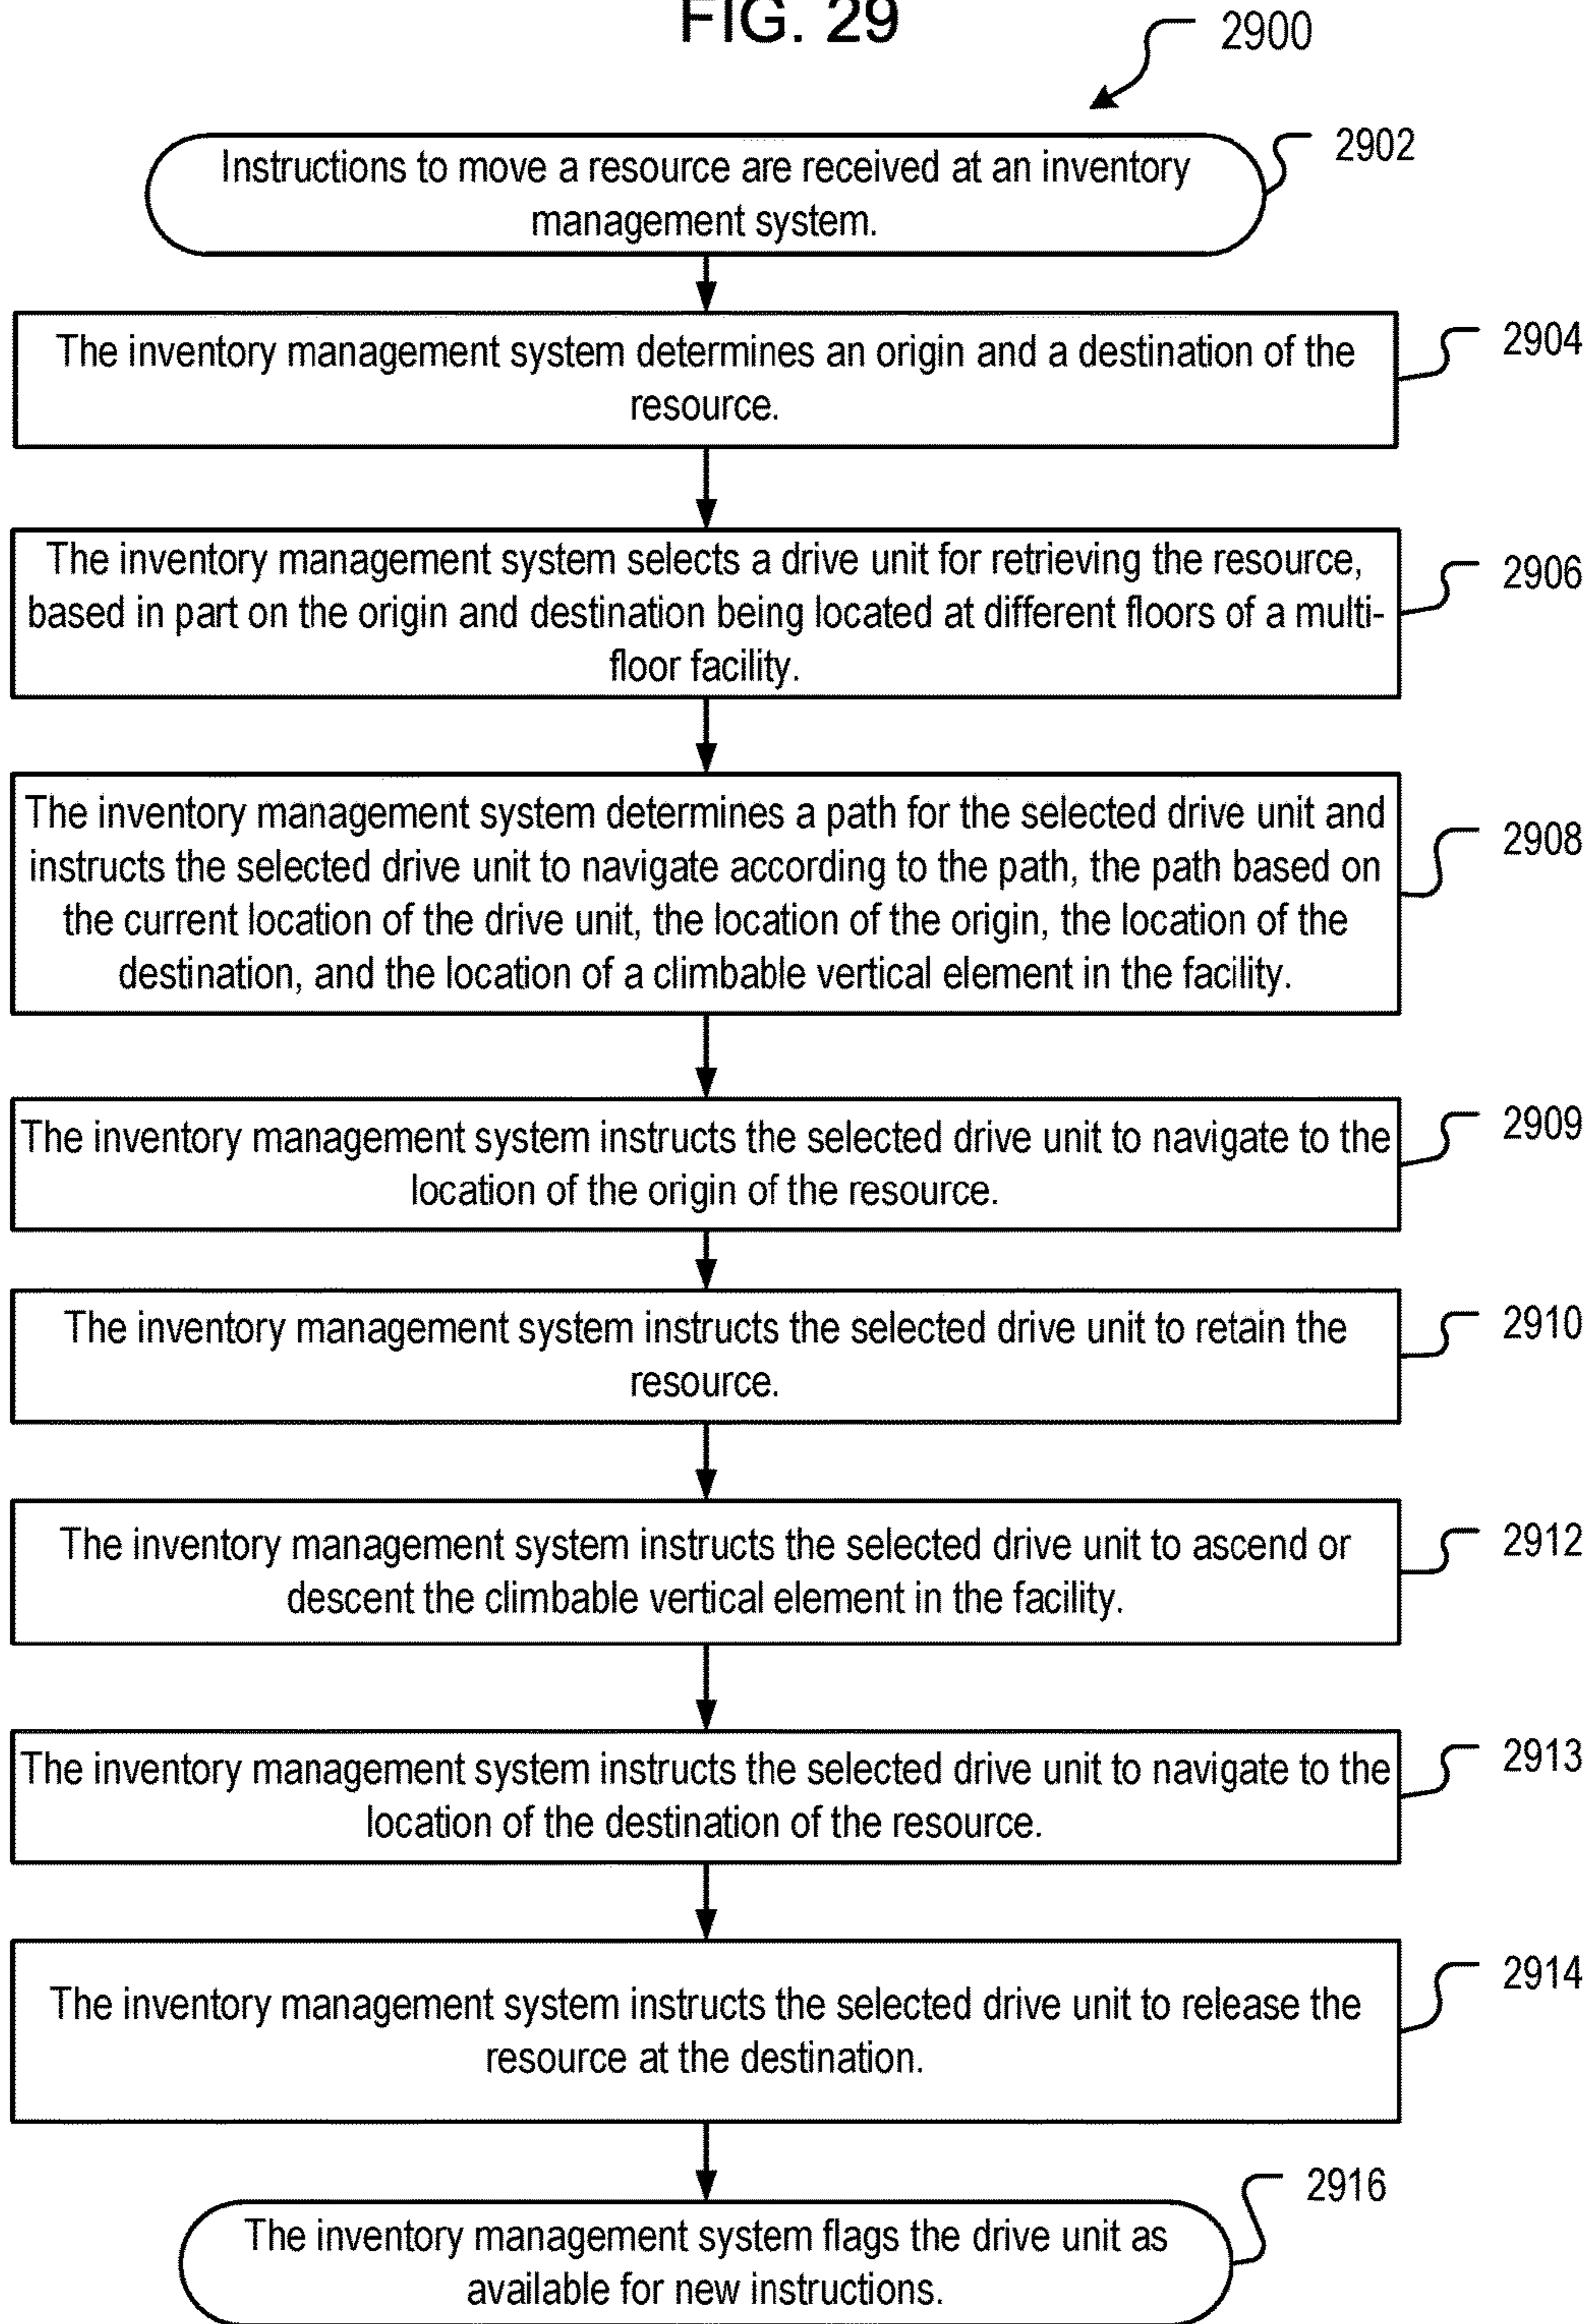 FIG. 29
2900
Instructions to move a resource are received at an inventory
management system.
2902
The inventory management system determines an origin and a destination of the
resource.
2904
The inventory management system selects a drive unit for retrieving the resource,
based in part on the origin and destination being located at different floors of a multi-
floor facility.
2906
The inventory management system determines a path for the selected drive unit and
instructs the selected drive unit to navigate according to the path, the path based on
the current location of the drive unit, the location of the origin, the location of the
destination, and the location of a climbable vertical element in the facility.
2908
The inventory management system instructs the selected drive unit to navigate to the
location of the origin of the resource.
2909
The inventory management system instructs the selected drive unit to retain the
resource.
2910
The inventory management system instructs the selected drive unit to ascend or
descent the climbable vertical element in the facility.
2912
The inventory management system instructs the selected drive unit to navigate to the
location of the destination of the resource.
2913
The inventory management system instructs the selected drive unit to release the
resource at the destination.
2914
The inventory management system flags the drive unit as
available for new instructions.
2916